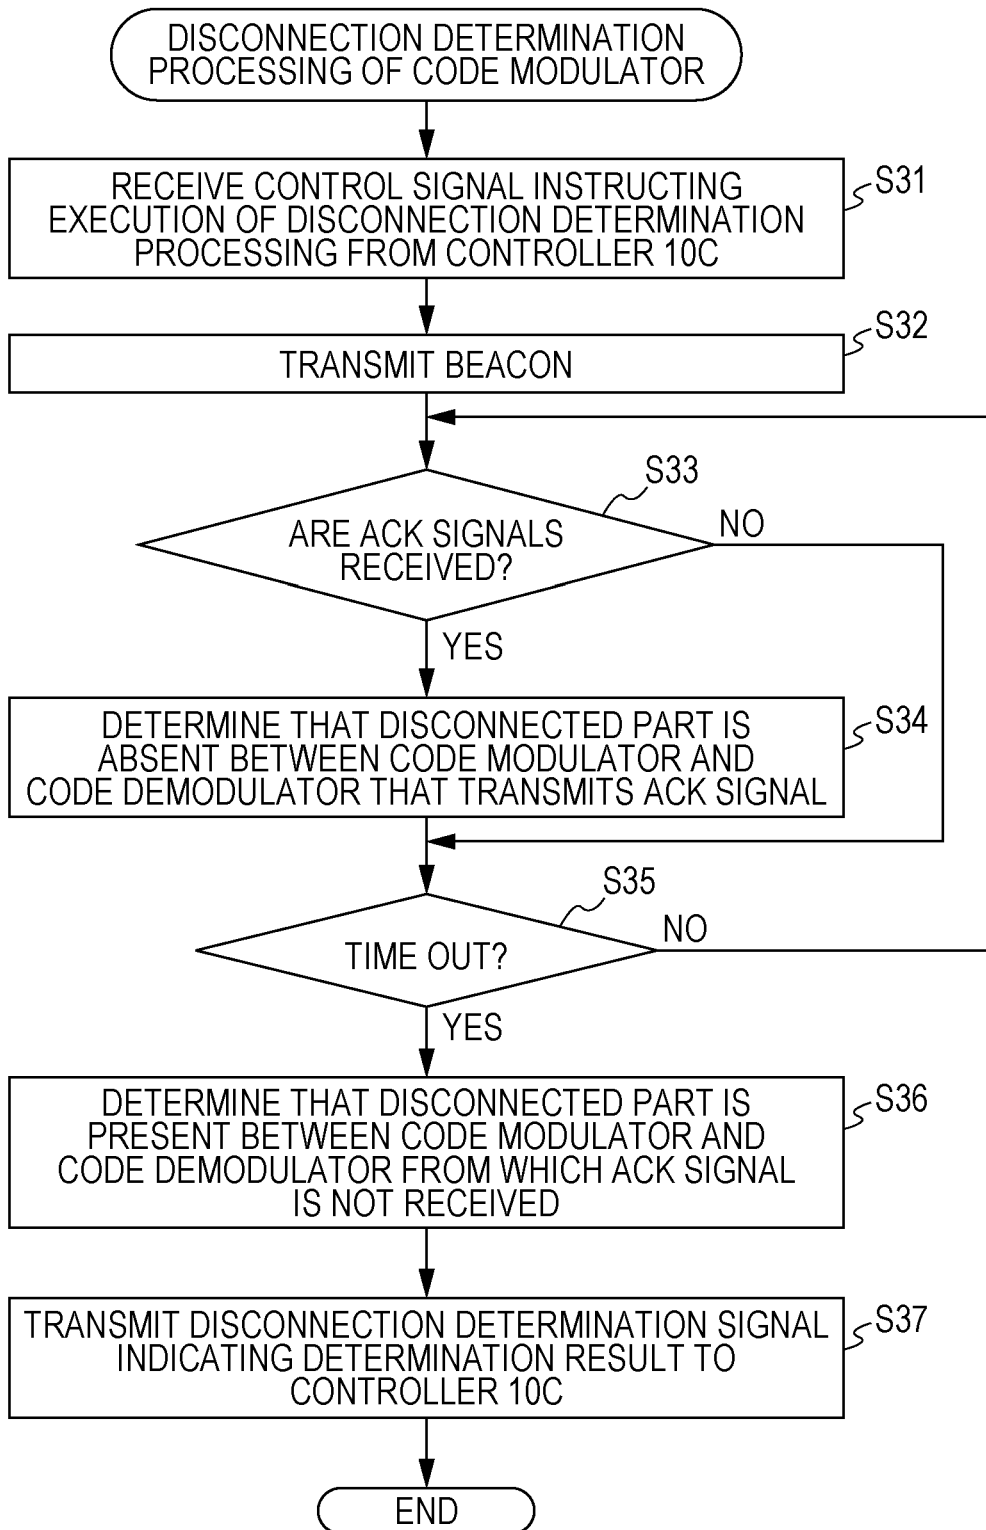 DISCONNECTION DETERMINATION
PROCESSING OF CODE MODULATOR
RECEIVE CONTROL SIGNAL INSTRUCTING
EXECUTION OF DISCONNECTION DETERMINATION
PROCESSING FROM CONTROLLER 10C
S31
TRANSMIT BEACON
S32
S33
ARE ACK SIGNALS
RECEIVED?
NO
YES
DETERMINE THAT DISCONNECTED PART IS
ABSENT BETWEEN CODE MODULATOR AND
CODE DEMODULATOR THAT TRANSMITS ACK SIGNAL
S34
S35
TIME OUT?
NO
YES
DETERMINE THAT DISCONNECTED PART IS
PRESENT BETWEEN CODE MODULATOR AND
CODE DEMODULATOR FROM WHICH ACK SIGNAL
IS NOT RECEIVED
S36
TRANSMIT DISCONNECTION DETERMINATION SIGNAL
INDICATING DETERMINATION RESULT TO
CONTROLLER 10C
S37
END